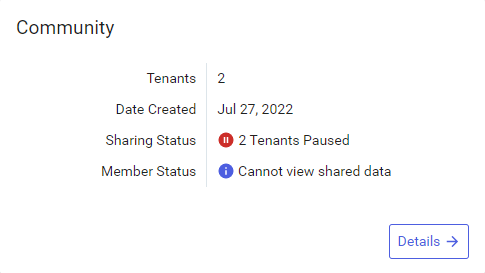 Community
Tenants 2
Date Created Jul 27, 2022
Sharing Status 2 Tenants Paused
Member Status Cannot view shared data
Details